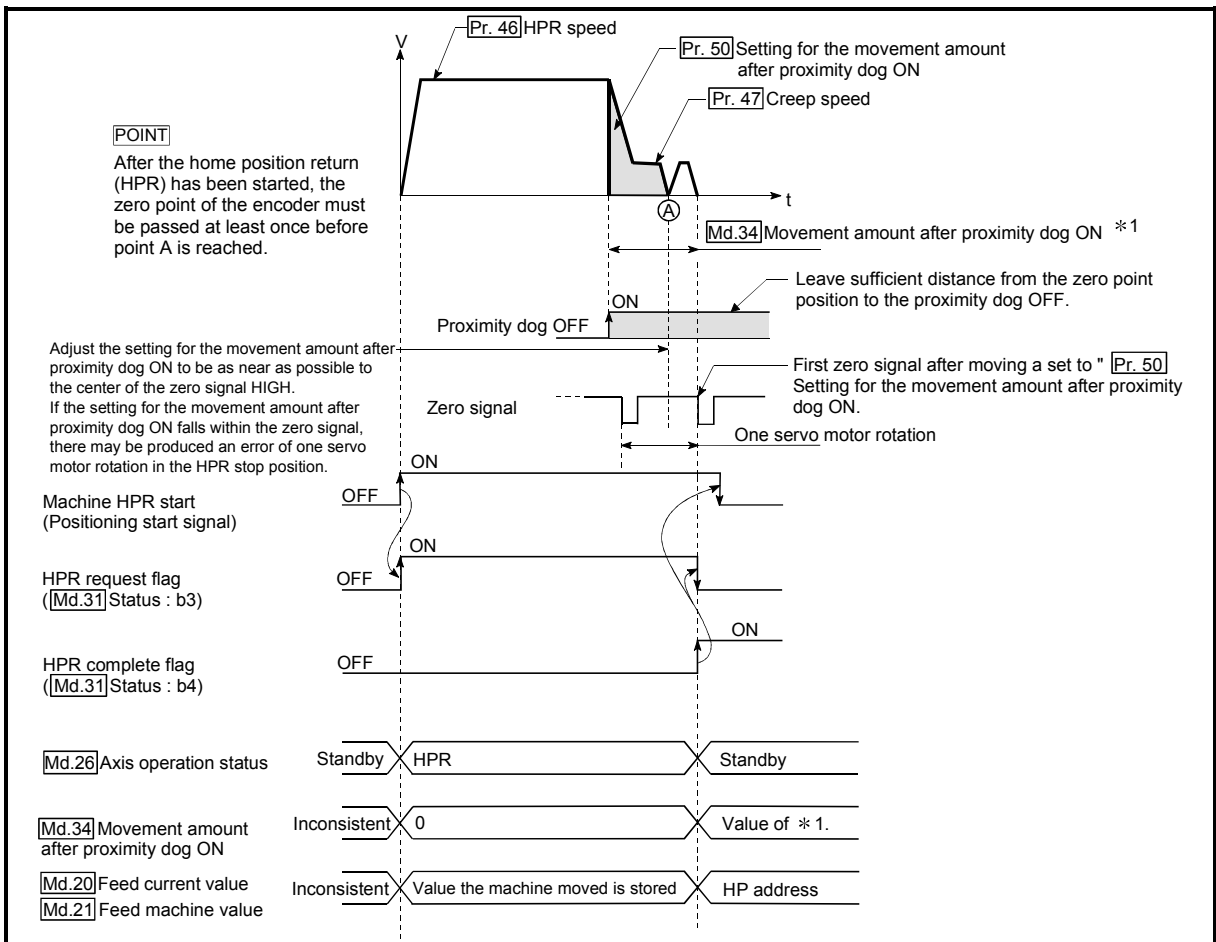 Pr. 46 HPR speed
V
Pr. 50 Setting for the movement amount
after proximity dog ON
Pr. 47 Creep speed
POINT
After the home position return
(HPR) has been started, the
zero point of the encoder must
be passed at least once before
point A is reached.
t
A
Md.34 Movement amount after proximity dog ON *1
Leave sufficient distance from the zero point
position to the proximity dog OFF.
ON
Proximity dog OFF
Adjust the setting for the movement amount after
proximity dog ON to be as near as possible to
the center of the zero signal HIGH.
If the setting for the movement amount after
proximity dog ON falls within the zero signal,
there may be produced an error of one servo
motor rotation in the HPR stop position.
First zero signal after moving a set to " Pr. 50
Setting for the movement amount after proximity
dog ON.
Zero signal
One servo motor rotation
ON
Machine HPR start
(Positioning start signal)
OFF
ON
HPR request flag
( Md.31 Status : b3)
OFF
ON
HPR complete flag
( Md.31 Status : b4)
OFF
Md.26 Axis operation status
Standby
HPR
Standby
Md.34 Movement amount
after proximity dog ON
Inconsistent
0
Value of *1.
Md.20 Feed current value
Md.21 Feed machine value
Inconsistent
Value the machine moved is stored
HP address